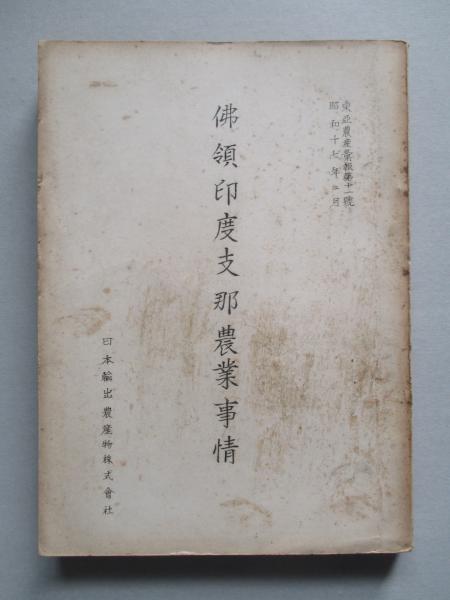 東亞農産彙報第十一號
昭和十七年二月
佛領印度支那農業事情
日本輸出農産物株式會社